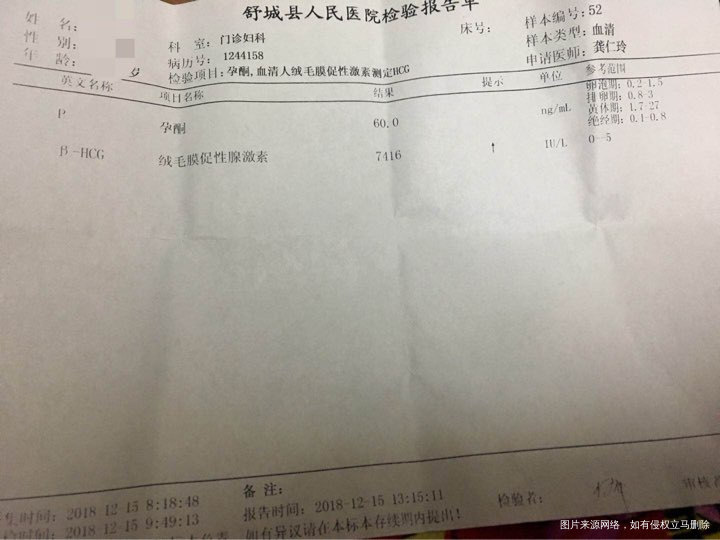 舒城县人民医院检验报告单
姓 名:
性 别:
年 龄: 岁
科 室: 门诊妇科
病历号: 1244158
检验项目: 孕酮,血清人绒毛膜促性激素测定HCG
床号:
样本编号: 52
样本类型: 血清
申请医师: 龚仁玲
英文名称 项目名称 结果 提示 单位 参考范围
P 孕酮 60.0 ng/mL 卵泡期: 0.2-1.5
排卵期: 0.8-3
黄体期: 1.7-27
绝经期: 0.1-0.8
β-HCG 绒毛膜促性腺激素 7416 ↑ IU/L 0--5
备 注:
集时间: 2018-12-15 8:18:48 报告时间: 2018-12-15 13:15:11 检验者: 审核者
检时间: 2018-12-15 9:49:13 如有异议请在本标本存续期内提出!
图片来源网络，如有侵权立马删除